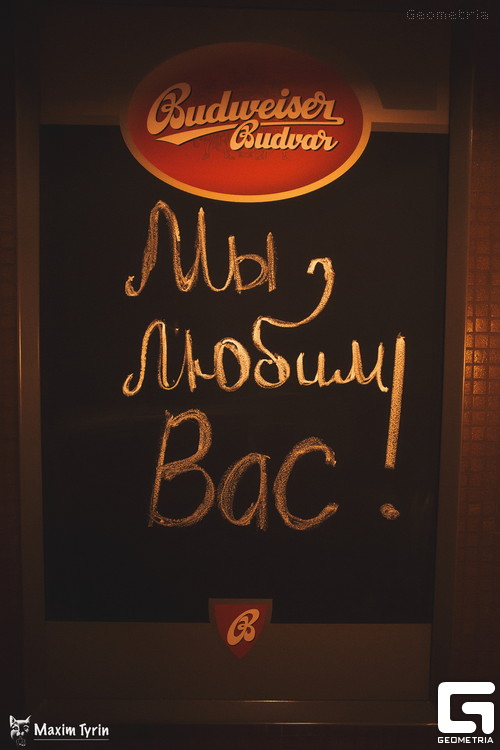 Geometria
Budweiser
Budvar
Мы
любим
Вас!
B
Maxim Tyrin
G
GEOMETRIA